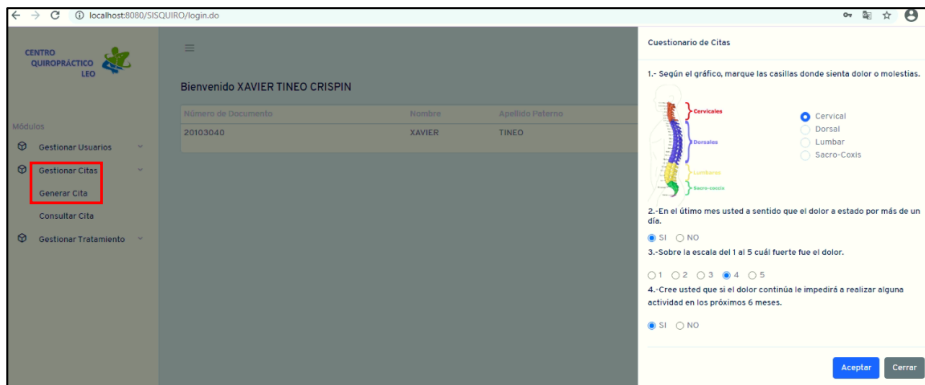 localhost:8080/SISQUIRO/login.do
CENTRO
QUIROPRÁCTICO
LEO
Módulos
Gestionar Usuarios
Gestionar Citas
Generar Cita
Consultar Cita
Gestionar Tratamiento
Bienvenido XAVIER TINEO CRISPIN
Número de Documento Nombre Apellido Paterno
20103040 XAVIER TINEO
Cuestionario de Citas
1.- Según el gráfico, marque las casillas donde sienta dolor o molestias.
Cervicales
Dorsales
Lumbares
Sacro-coxis
Cervical
Dorsal
Lumbar
Sacro-Coxis
2.-En el útimo mes usted a sentido que el dolor a estado por más de un
día.
SI NO
3.-Sobre la escala del 1 al 5 cuál fuerte fue el dolor.
1 2 3 4 5
4.-Cree usted que si el dolor continúa le impedirá a realizar alguna
actividad en los próximos 6 meses.
SI NO
Aceptar Cerrar